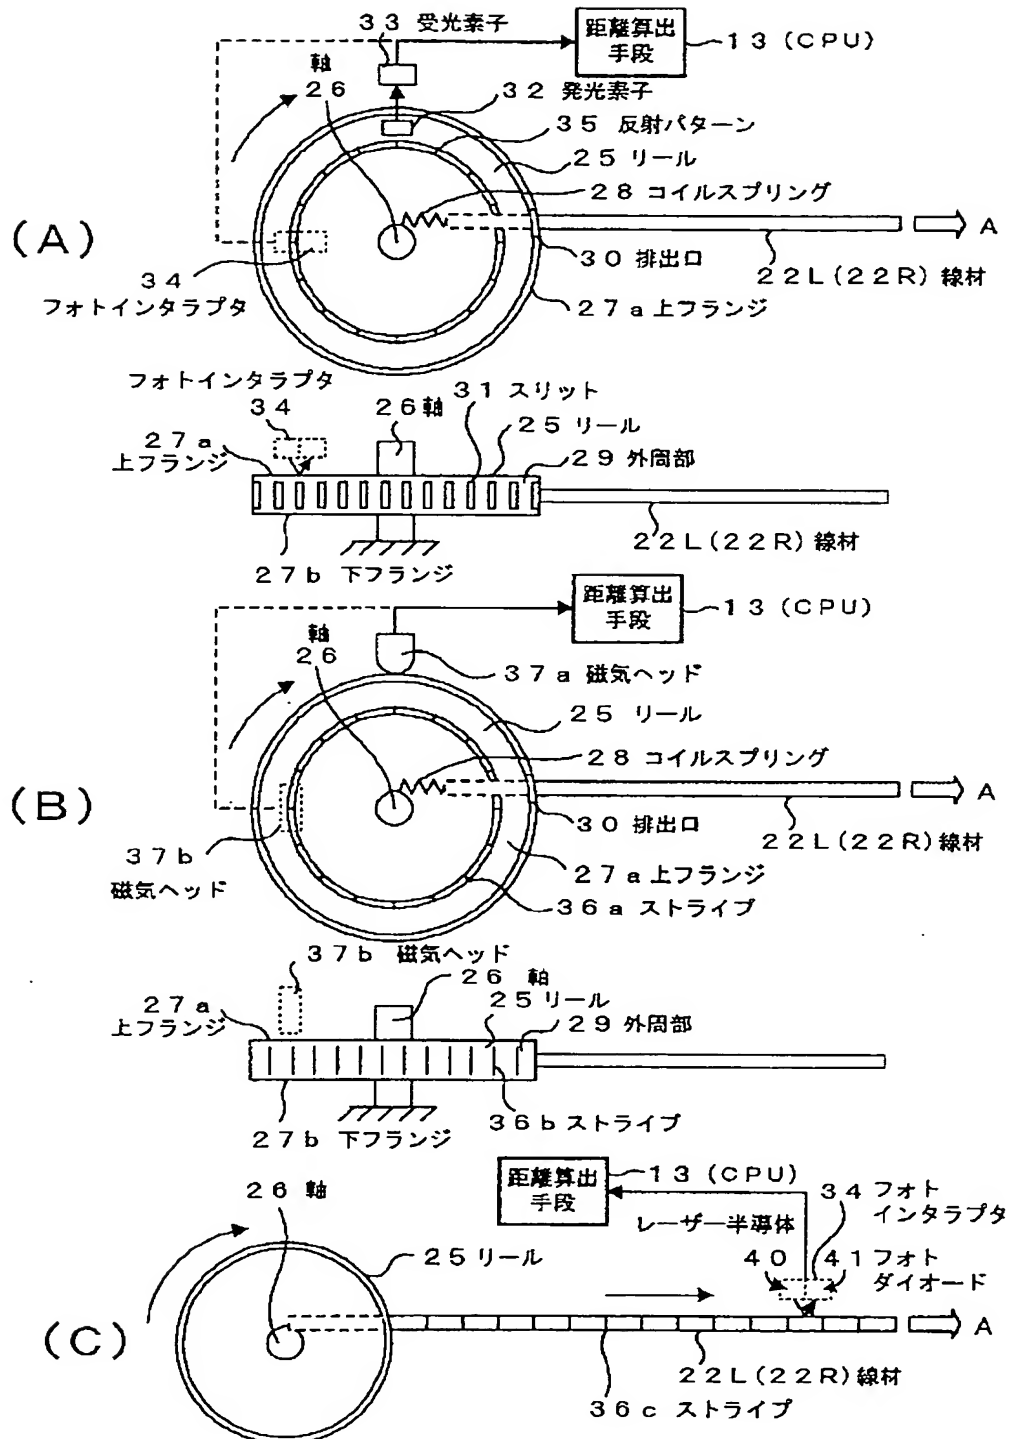 33 受光素子
距離算出
手段
13 (CPU)
軸
26
32 発光素子
35 反射パターン
25 リール
28 コイルスプリング
(A)
A
34
フォトインタラプタ
30 排出口
22L(22R)線材
27a 上フランジ
フォトインタラプタ
34
31 スリット
26軸
25 リール
27a
上フランジ
29 外周部
22L(22R)線材
27b 下フランジ
距離算出
手段
13 (CPU)
軸
26
37a 磁気ヘッド
25 リール
28 コイルスプリング
(B)
A
30 排出口
22L(22R)線材
37b
磁気ヘッド
27a 上フランジ
36a ストライプ
37b 磁気ヘッド
26 軸
25 リール
27a
上フランジ
29 外周部
36b ストライプ
27b 下フランジ
距離算出
手段
13 (CPU)
26 軸
34 フォト
インタラプタ
レーザー半導体
25 リール
40
41 フォト
ダイオード
(C)
A
22L(22R)線材
36c ストライプ